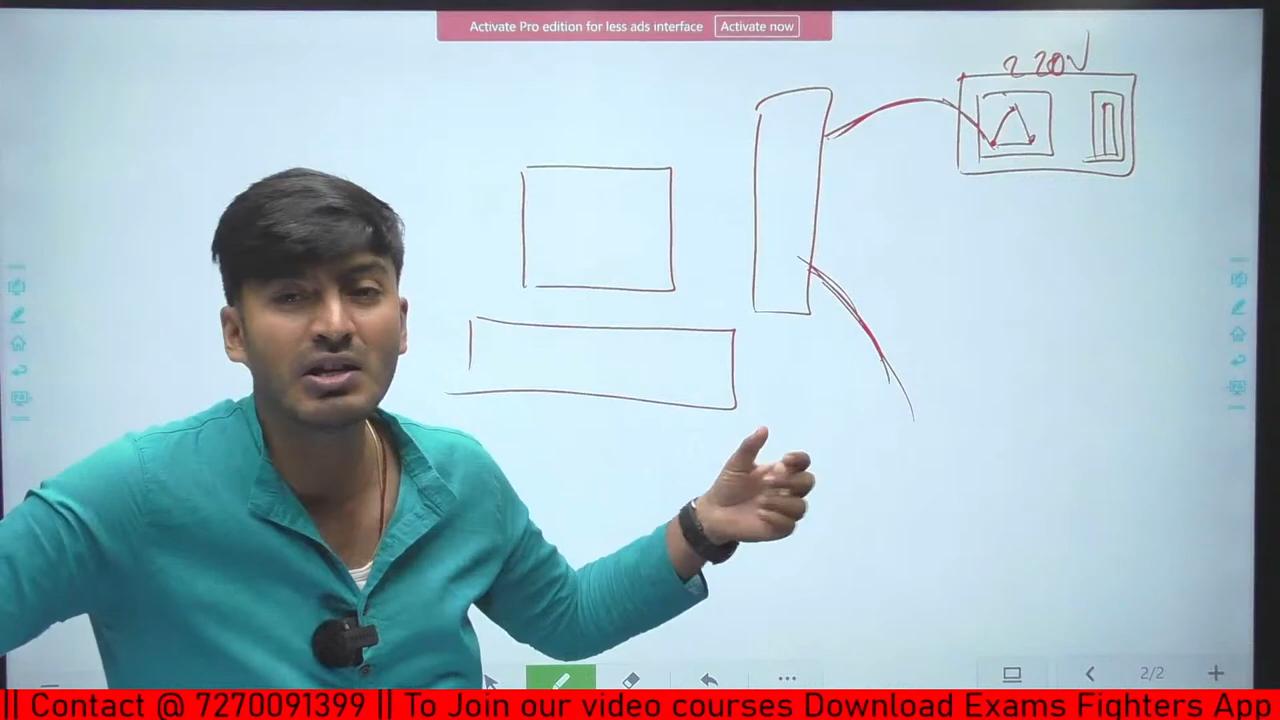 Activate Pro edition for less ads interface Activate now
220V
2/2
|| Contact @ 7270091399 || To Join our video courses Download Exams Fighters App